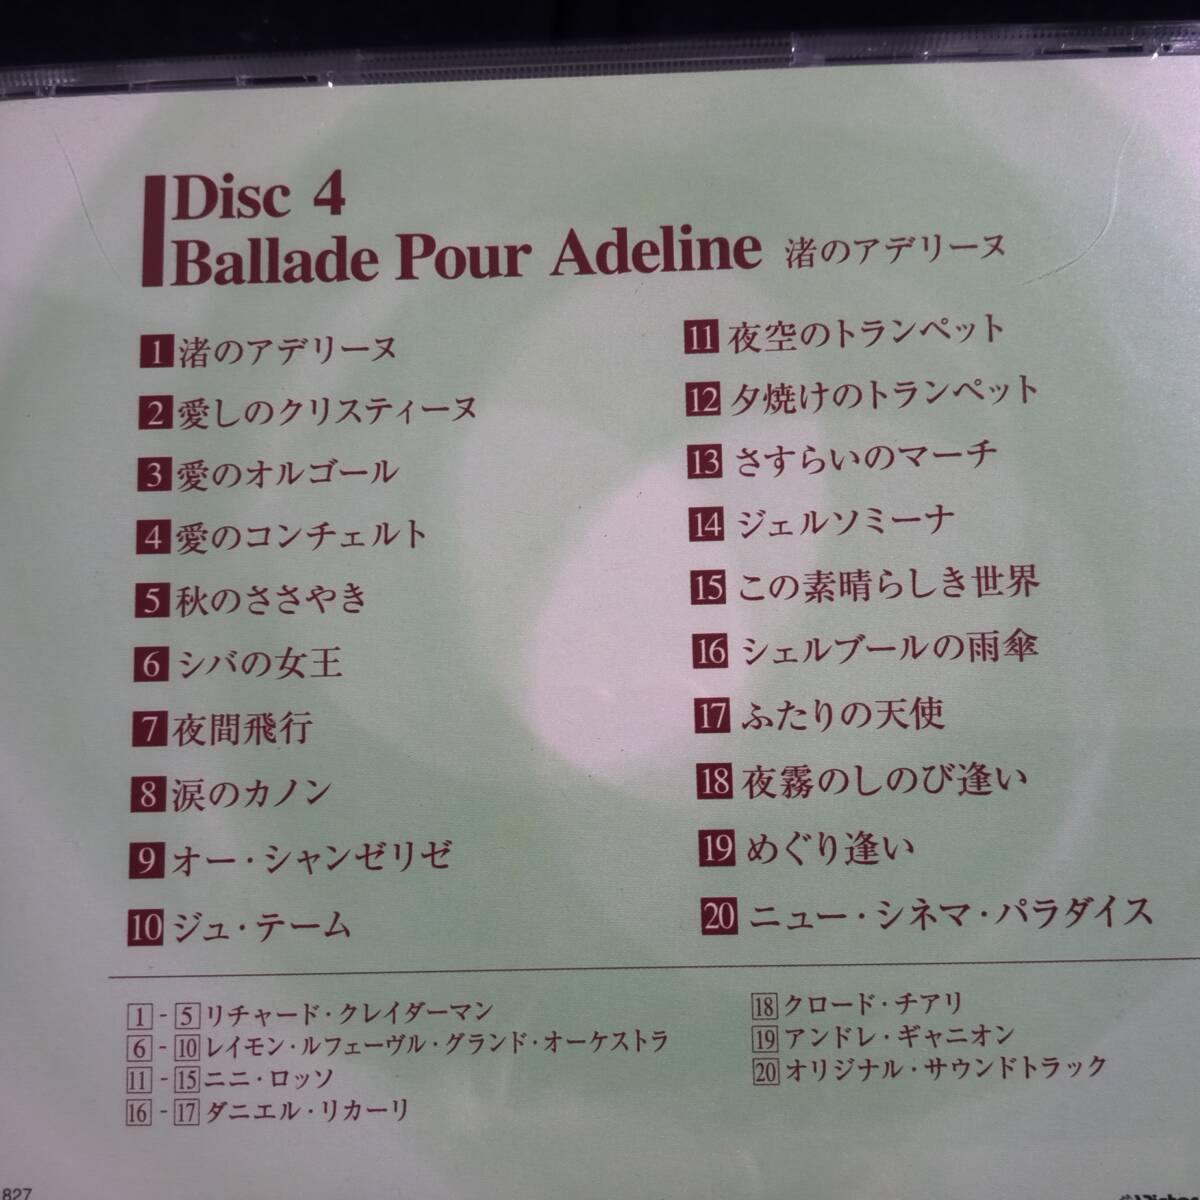 Disc 4
Ballade Pour Adeline 渚のアデリーヌ
1 渚のアデリーヌ
2 愛しのクリスティーヌ
3 愛のオルゴール
4 愛のコンチェルト
5 秋のささやき
6 シバの女王
7 夜間飛行
8 涙のカノン
9 オー・シャンゼリゼ
10 ジュ・テーム
11 夜空のトランペット
12 夕焼けのトランペット
13 さすらいのマーチ
14 ジェルソミーナ
15 この素晴らしき世界
16 シェルブールの雨傘
17 ふたりの天使
18 夜霧のしのび逢い
19 めぐり逢い
20 ニュー・シネマ・パラダイス
1 - 5 リチャード・クレイダーマン
6 - 10 レイモン・ルフェーヴル・グランド・オーケストラ
11 - 15 ニニ・ロッソ
16 - 17 ダニエル・リカーリ
18 クロード・チアリ
19 アンドレ・ギャニオン
20 オリジナル・サウンドトラック
827